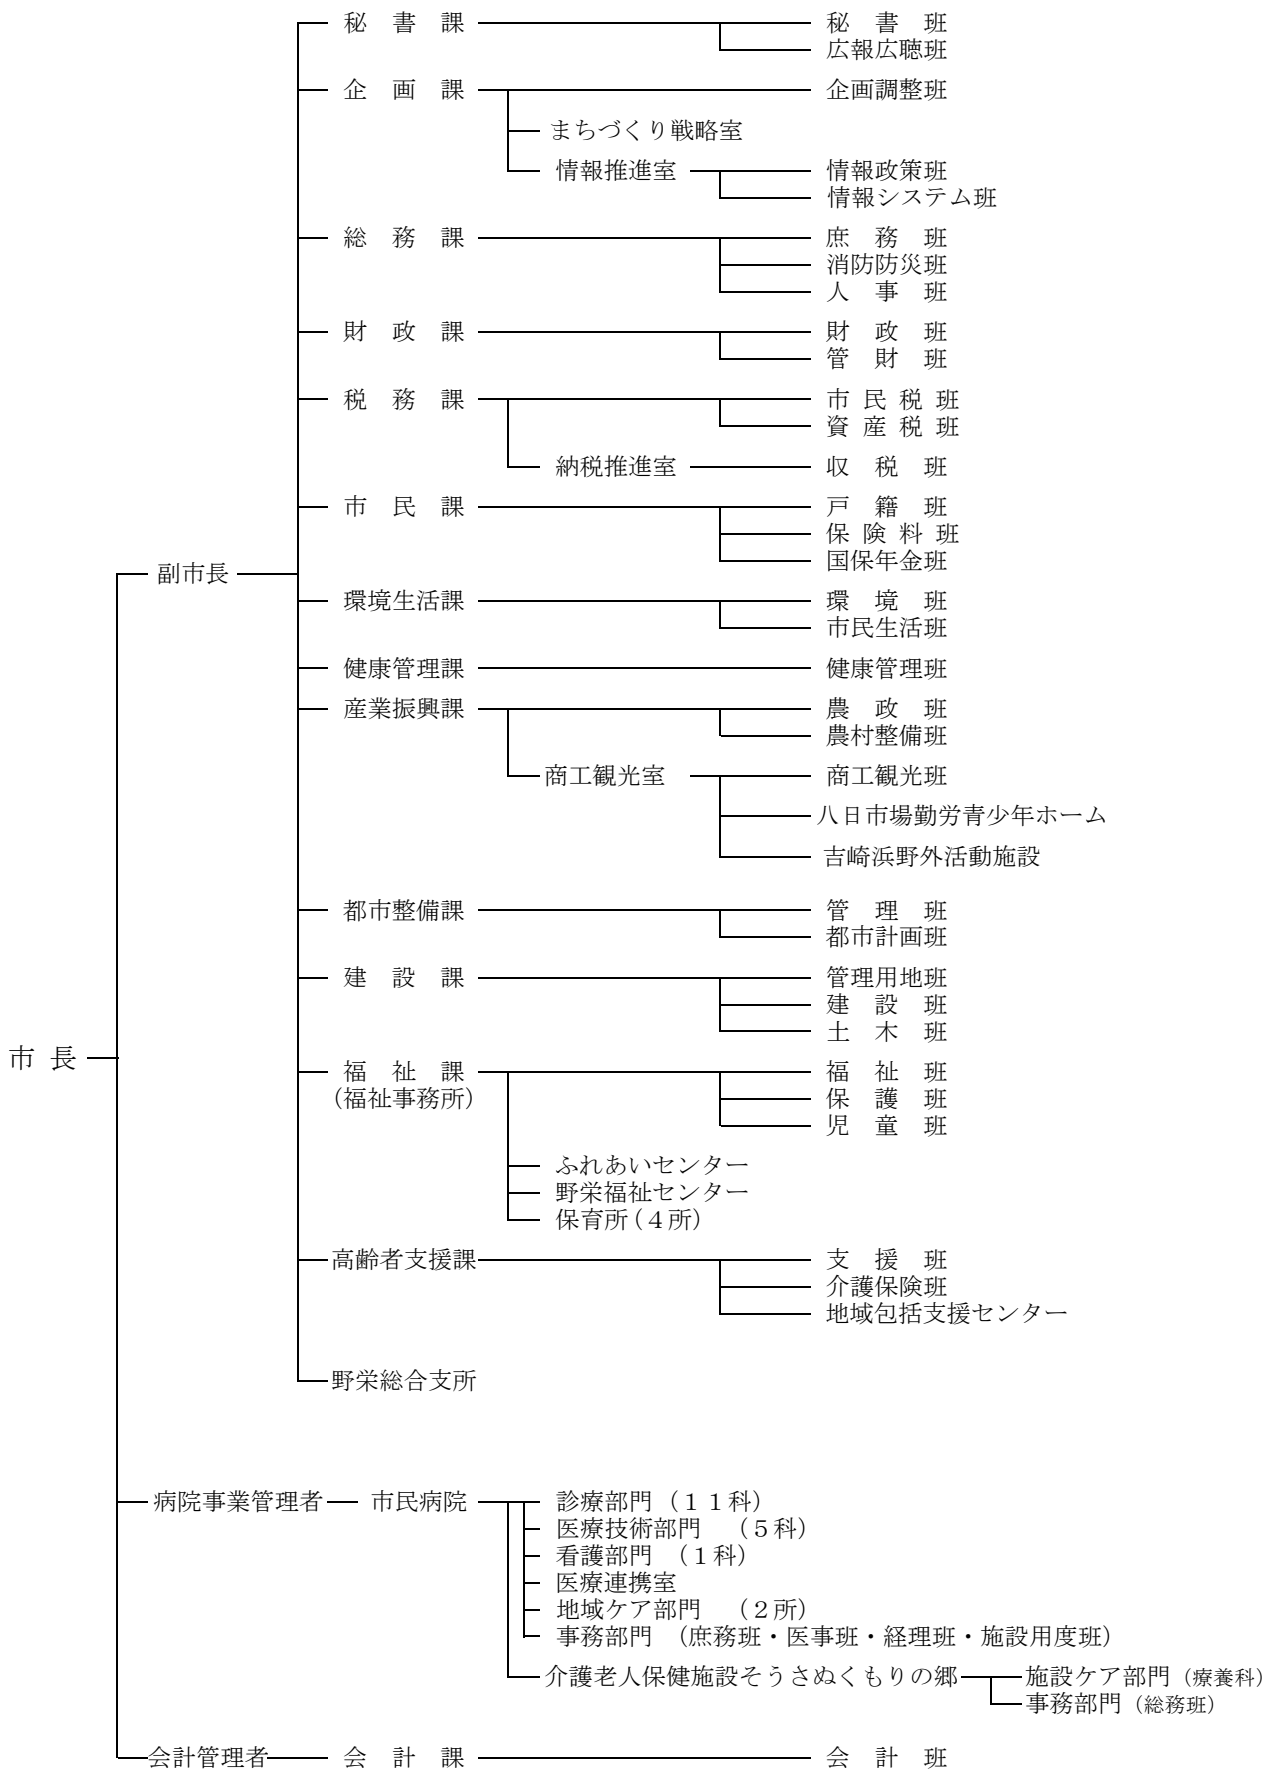 秘　書　課　秘　書　班
広報広聴班
企　画　課　企画調整班
まちづくり戦略室
情報推進室　情報政策班
情報システム班
総　務　課　庶　務　班
消防防災班
人　事　班
財　政　課　財　政　班
管　財　班
税　務　課　市 民 税 班
資 産 税 班
納税推進室　収　税　班
市　民　課　戸　籍　班
保 険 料 班
国保年金班
副市長
環境生活課　環　境　班
市民生活班
健康管理課　健康管理班
産業振興課　農　政　班
農村整備班
商工観光室　商工観光班
八日市場勤労青少年ホーム
吉崎浜野外活動施設
都市整備課　管　理　班
都市計画班
建　設　課　管理用地班
建　設　班
土　木　班
市 長
福　祉　課　福　祉　班
（福祉事務所）　保　護　班
児　童　班
ふれあいセンター
野栄福祉センター
保育所（４所）
高齢者支援課　支　援　班
介護保険班
地域包括支援センター
野栄総合支所
病院事業管理者　市民病院　診療部門（１１科）
医療技術部門　（５科）
看護部門　（１科）
医療連携室
地域ケア部門　（２所）
事務部門　（庶務班・医事班・経理班・施設用度班）
介護老人保健施設そうさぬくもりの郷　施設ケア部門（療養科）
事務部門（総務班）
会計管理者　会　計　課　会　計　班